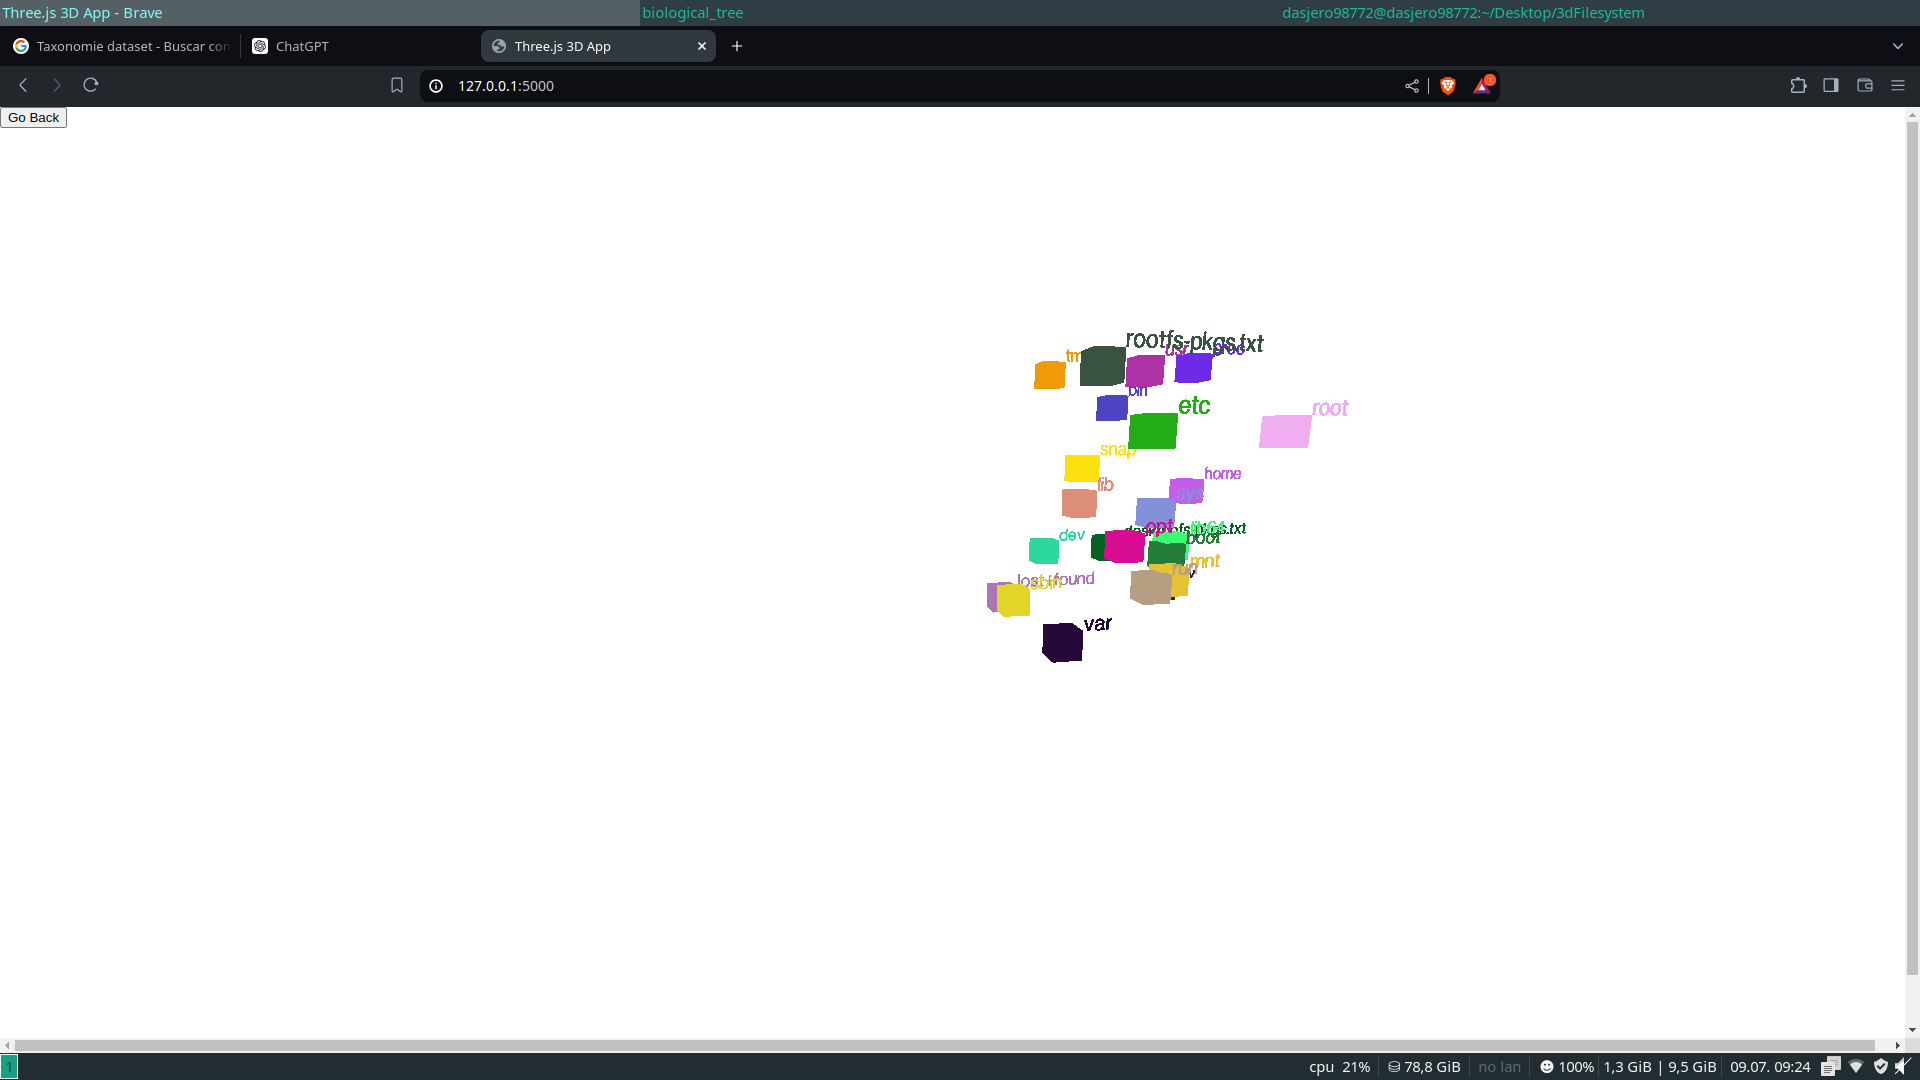 Three.js 3D App - Brave
biological_tree
dasjero98772@dasjero98772:~/Desktop/3dFilesystem
Taxonomie dataset - Buscar con
ChatGPT
Three.js 3D App
127.0.0.1:5000
Go Back
rootfs-pkgs.txt
usr
proc
bin
etc
root
snap
home
lib
sys
opt
lib64
dev
boot
mnt
run
lost+found
sbin
var
1
cpu 21%
78,8 GiB
no lan
100%
1,3 GiB | 9,5 GiB
09.07. 09:24